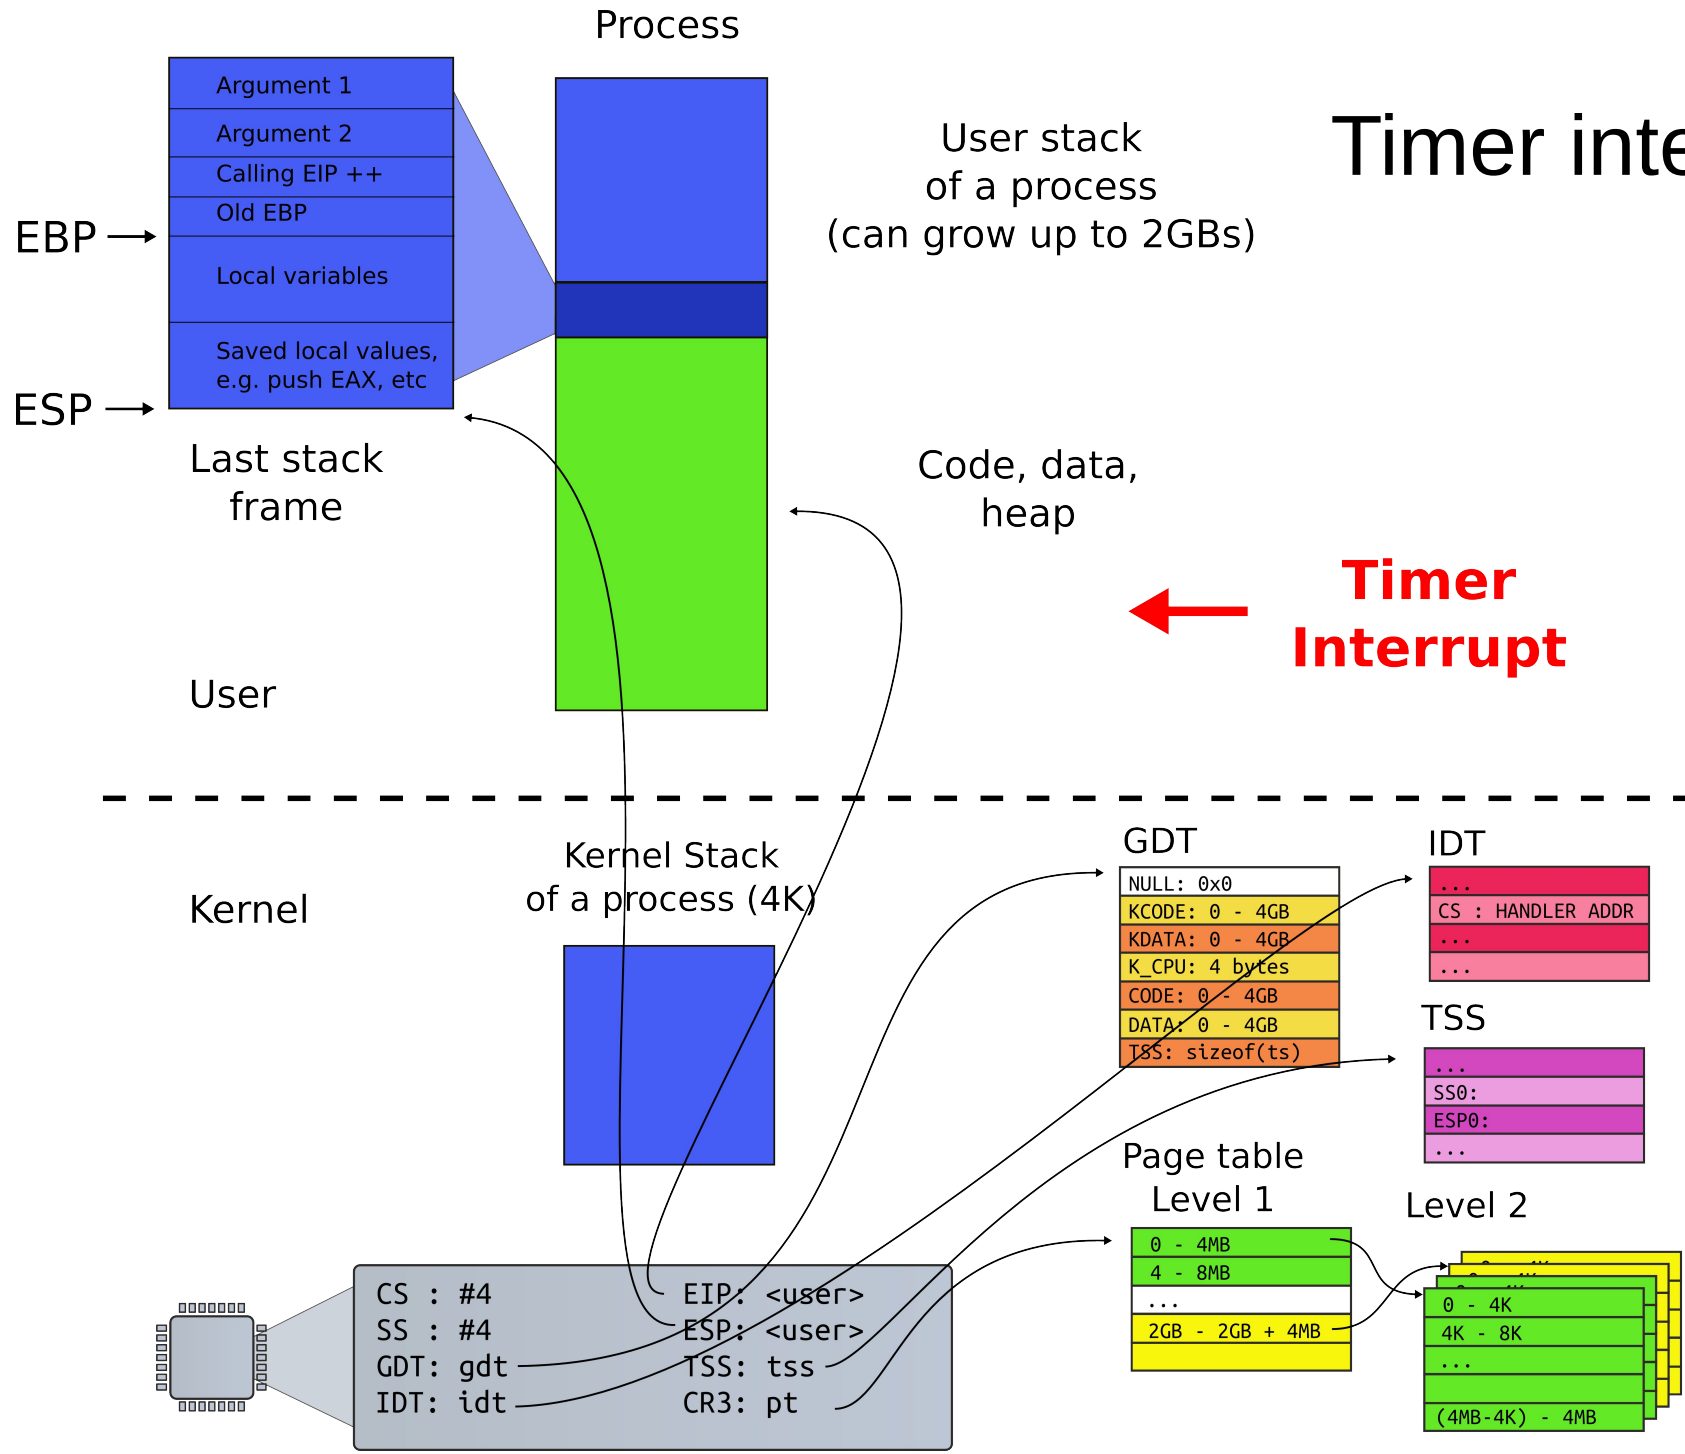 Process
Argument 1
Argument 2
Calling EIP ++
Old EBP
Local variables
Saved local values,
e.g. push EAX, etc
EBP
ESP
Last stack
frame
User stack
of a process
(can grow up to 2GBs)
Timer inte
Code, data,
heap
Timer
Interrupt
User
Kernel
Kernel Stack
of a process (4K)
GDT
NULL: 0x0
KCODE: 0 - 4GB
KDATA: 0 - 4GB
K_CPU: 4 bytes
CODE: 0 - 4GB
DATA: 0 - 4GB
TSS: sizeof(ts)
IDT
...
CS : HANDLER ADDR
...
...
TSS
...
SS0:
ESP0:
...
Page table
Level 1
0 - 4MB
4 - 8MB
...
2GB - 2GB + 4MB
Level 2
0 - 4K
4K - 8K
...
(4MB-4K) - 4MB
CS : #4
SS : #4
GDT: gdt
IDT: idt
EIP: <user>
ESP: <user>
TSS: tss
CR3: pt